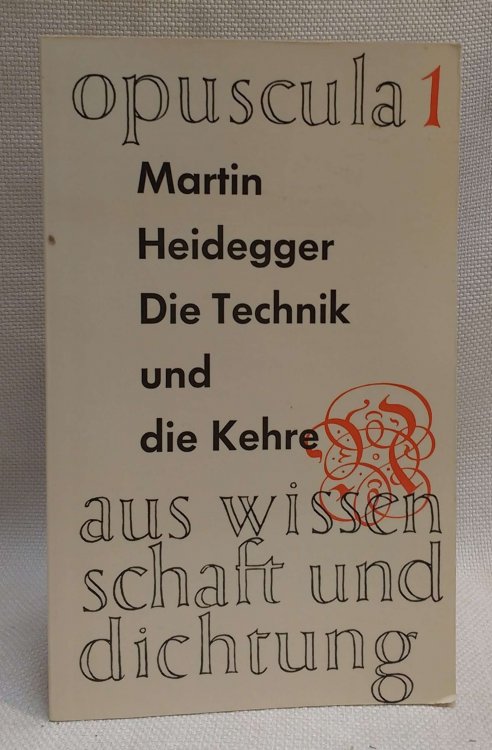 opuscula 1
Martin
Heidegger
Die Technik
und
die Kehre
aus wissen
schaft und
dichtung